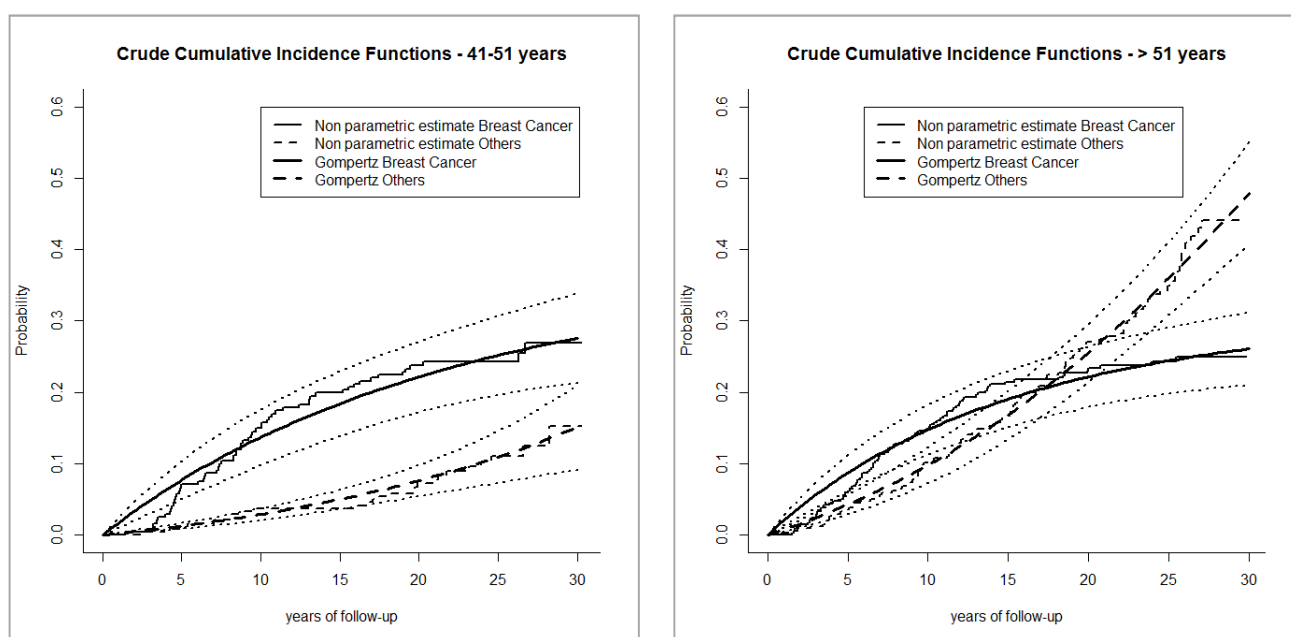 Crude Cumulative Incidence Functions - 41-51 years
Non parametric estimate Breast Cancer
Non parametric estimate Others
Gompertz Breast Cancer
Gompertz Others
Probability
0.6
0.5
0.4
0.3
0.2
0.1
0.0
0 5 10 15 20 25 30
years of follow-up
Crude Cumulative Incidence Functions - > 51 years
Non parametric estimate Breast Cancer
Non parametric estimate Others
Gompertz Breast Cancer
Gompertz Others
Probability
0.6
0.5
0.4
0.3
0.2
0.1
0.0
0 5 10 15 20 25 30
years of follow-up